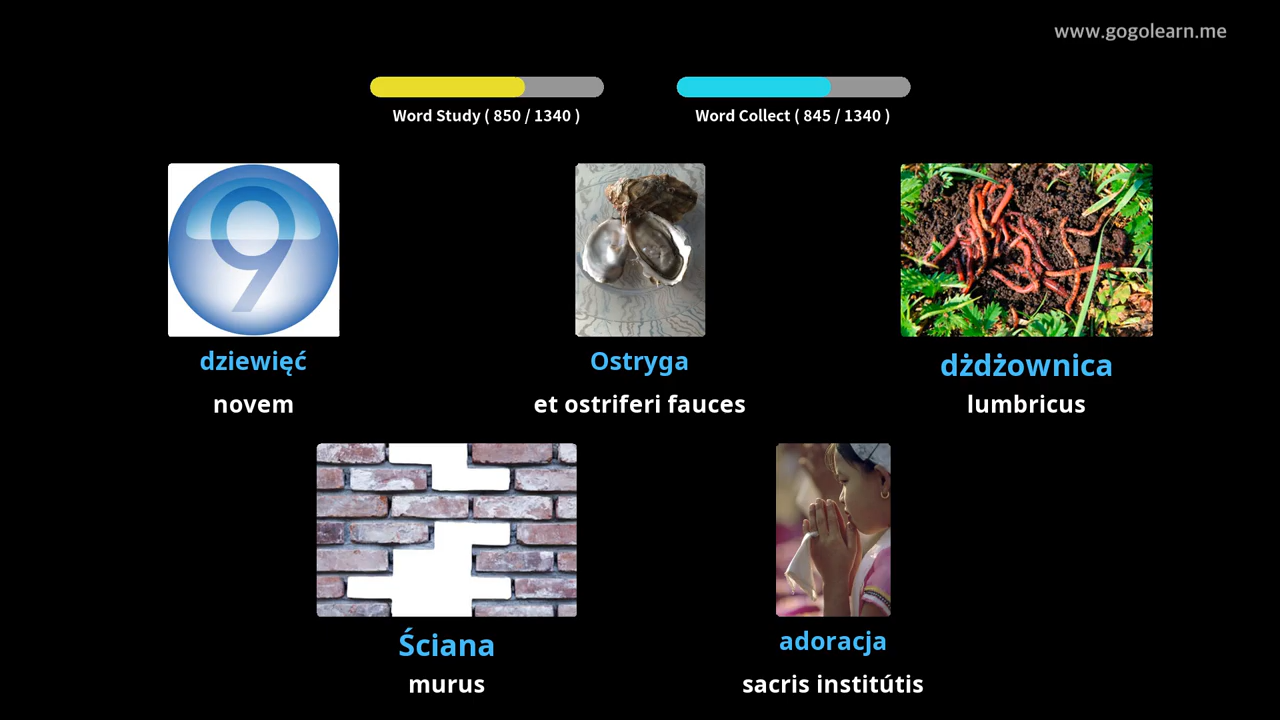 www.gogolearn.me
Word Study ( 850 / 1340 )
Word Collect ( 845 / 1340 )
9
dziewięć
novem
Ostryga
et ostriferi fauces
dżdżownica
lumbricus
Ściana
murus
adoracja
sacris institútis